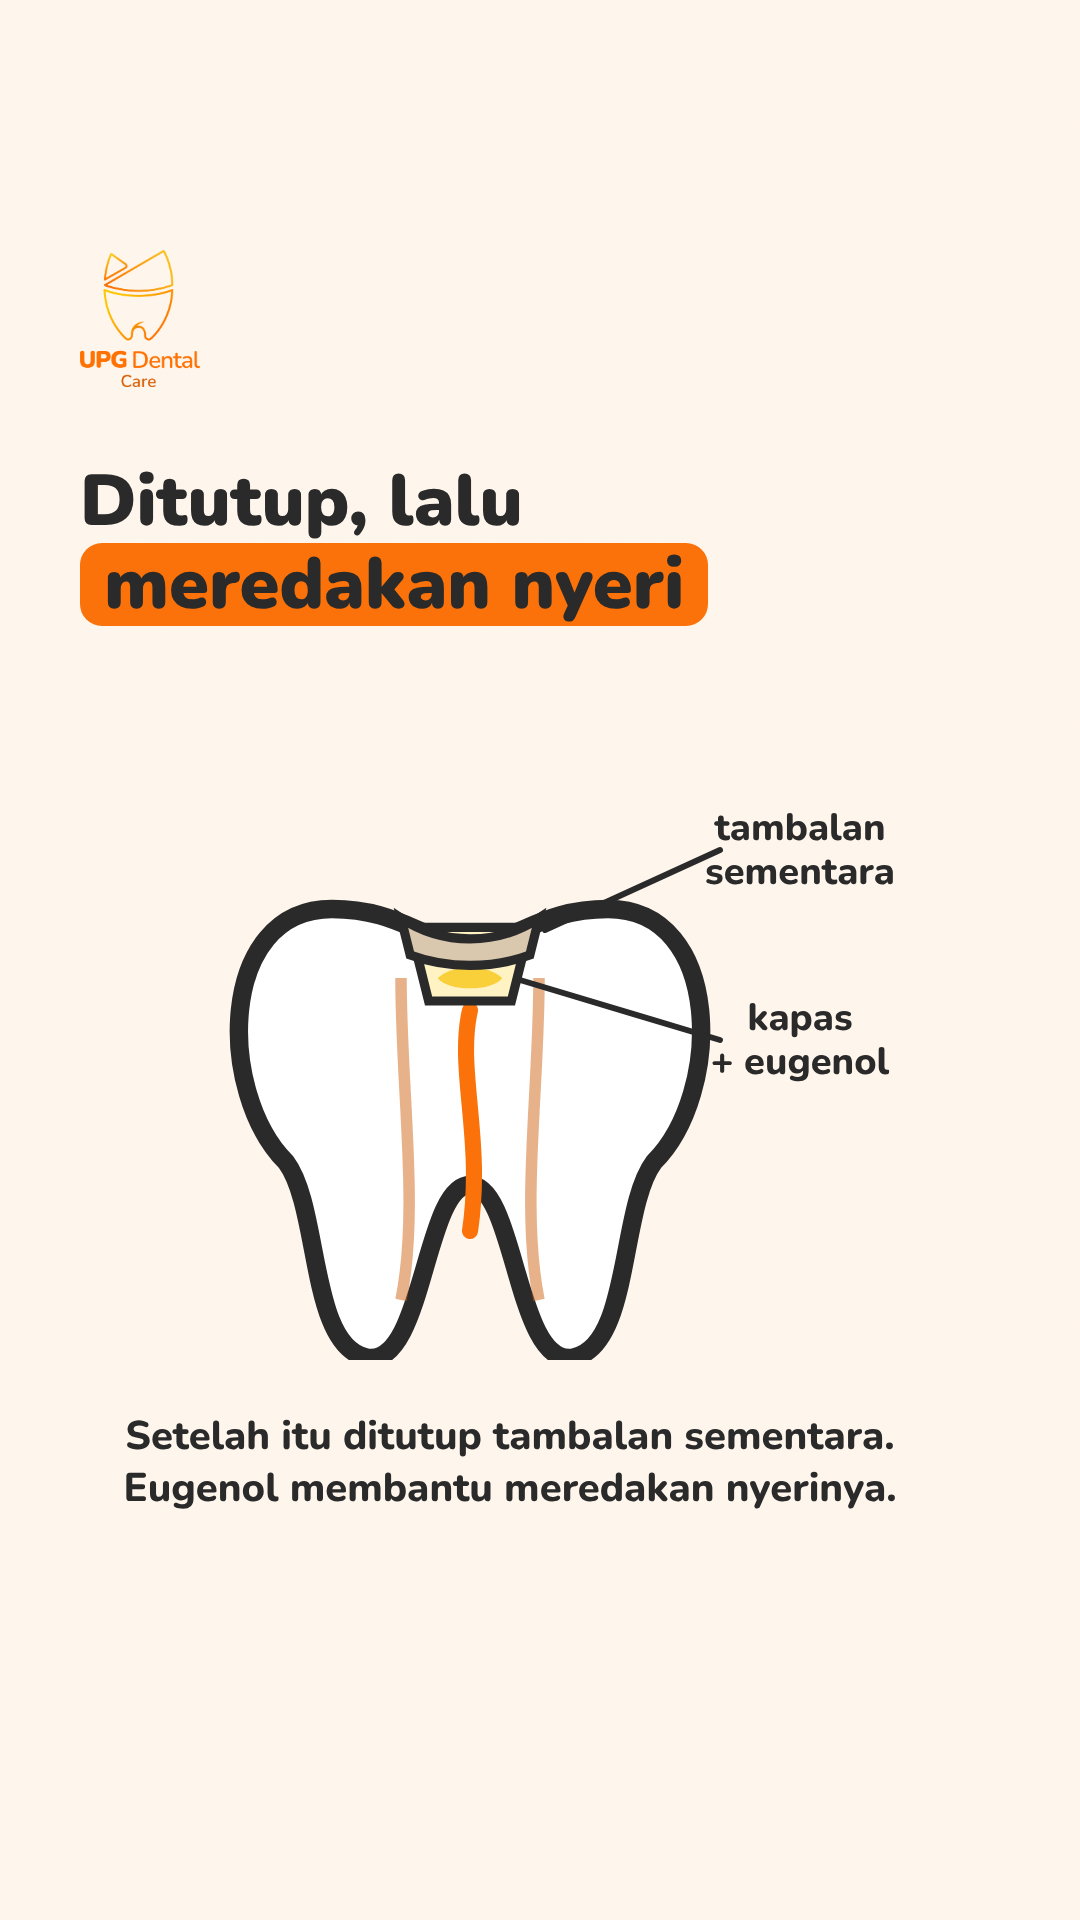 UPG Dental
Care
Ditutup, lalu
meredakan nyeri
tambalan
sementara
kapas
+ eugenol
Setelah itu ditutup tambalan sementara.
Eugenol membantu meredakan nyerinya.